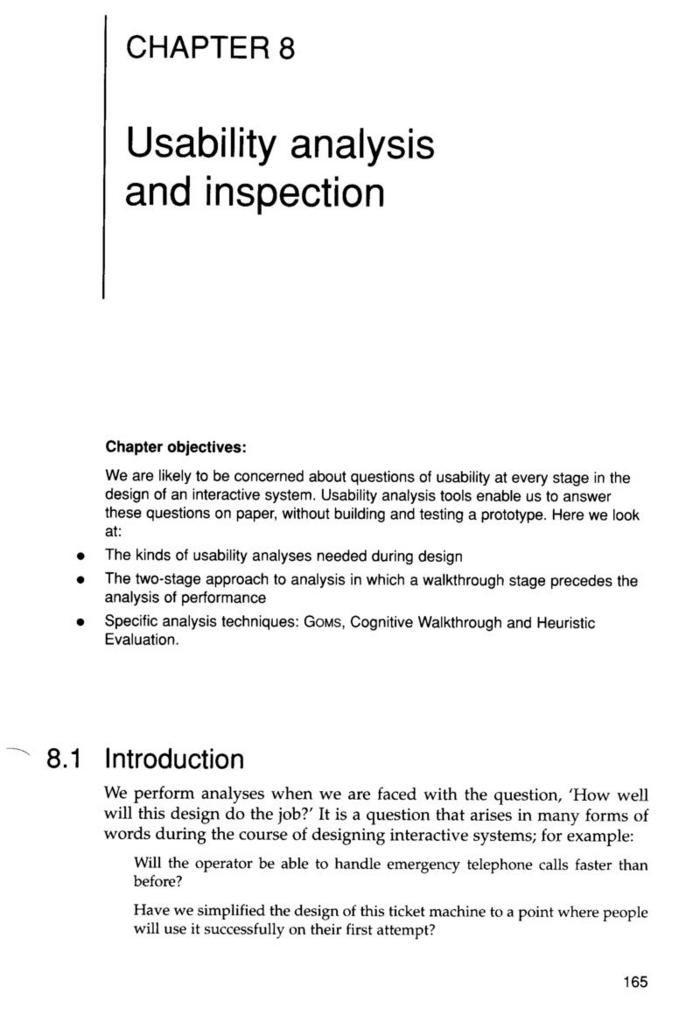 CHAPTER 8
Usability analysis
and inspection
Chapter objectives:
We are likely to be concerned about questions of usability at every stage in the
design of an interactive system. Usability analysis tools enable us to answer
these questions on paper, without building and testing a prototype. Here we look
at:
● The kinds of usability analyses needed during design
● The two-stage approach to analysis in which a walkthrough stage precedes the
analysis of performance
● Specific analysis techniques: GOMS, Cognitive Walkthrough and Heuristic
Evaluation.
8.1 Introduction
We perform analyses when we are faced with the question, ‘How well
will this design do the job?’ It is a question that arises in many forms of
words during the course of designing interactive systems; for example:
Will the operator be able to handle emergency telephone calls faster than
before?
Have we simplified the design of this ticket machine to a point where people
will use it successfully on their first attempt?
165